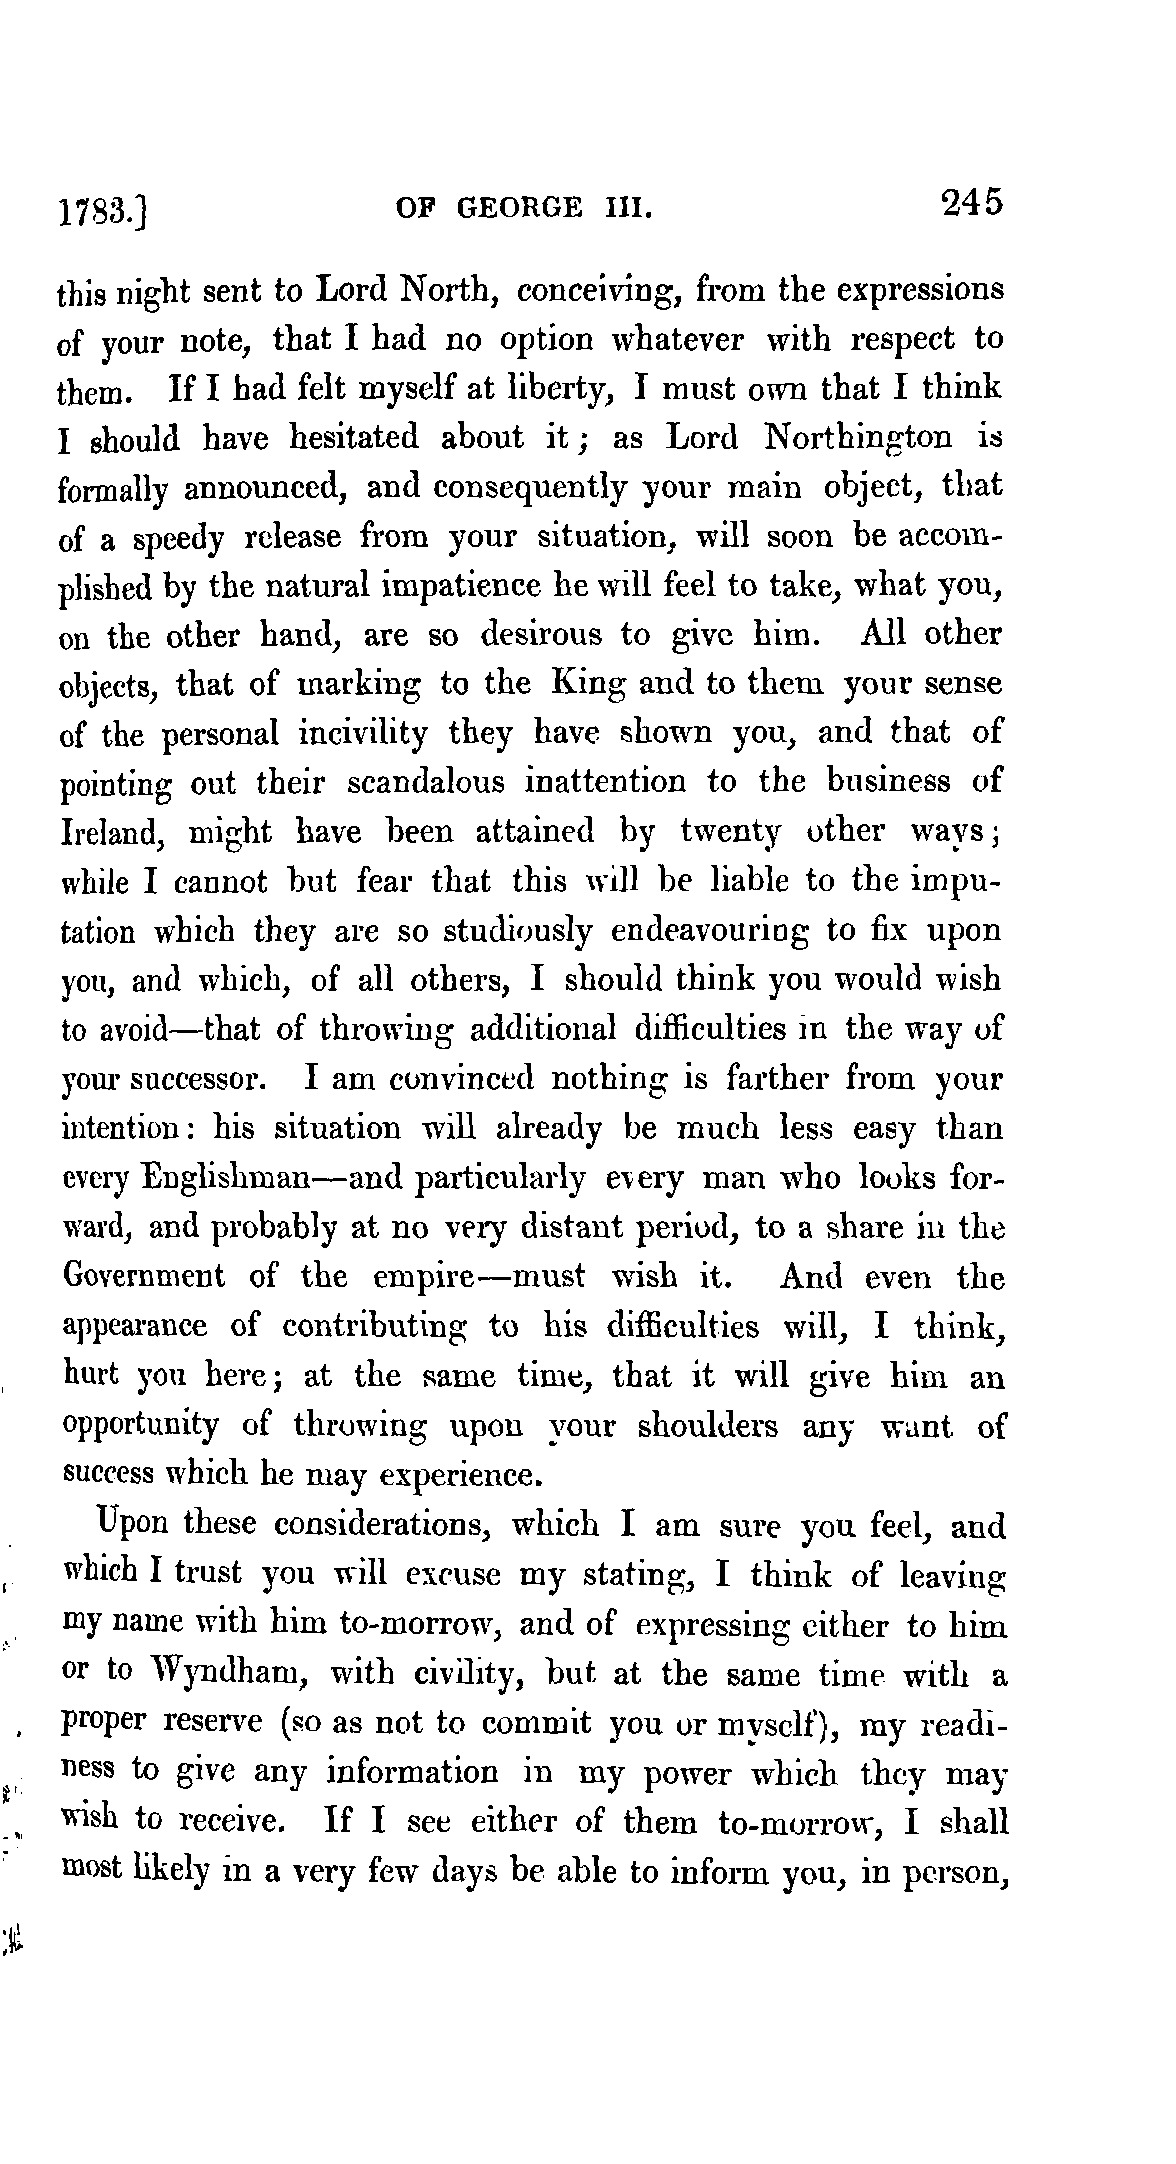 1783.] OF GEORGE III. 245
this night sent to Lord North, conceiving, from the expressions
of your note, that I had no option whatever with respect to
them. If I had felt myself at liberty, I must own that I think
I should have hesitated about it; as Lord Northington is
formally announced, and consequently your main object, that
of a speedy release from your situation, will soon be accom-
plished by the natural impatience he will feel to take, what you,
on the other hand, are so desirous to give him. All other
objects, that of marking to the King and to them your sense
of the personal incivility they have shown you, and that of
pointing out their scandalous inattention to the business of
Ireland, might have been attained by twenty other ways;
while I cannot but fear that this will be liable to the impu-
tation which they are so studiously endeavouring to fix upon
you, and which, of all others, I should think you would wish
to avoid—that of throwing additional difficulties in the way of
your successor. I am convinced nothing is farther from your
intention: his situation will already be much less easy than
every Englishman—and particularly every man who looks for-
ward, and probably at no very distant period, to a share in the
Government of the empire—must wish it. And even the
appearance of contributing to his difficulties will, I think,
hurt you here; at the same time, that it will give him an
opportunity of throwing upon your shoulders any want of
success which he may experience.
Upon these considerations, which I am sure you feel, and
which I trust you will excuse my stating, I think of leaving
my name with him to-morrow, and of expressing either to him
or to Wyndham, with civility, but at the same time with a
proper reserve (so as not to commit you or myself), my readi-
ness to give any information in my power which they may
wish to receive. If I see either of them to-morrow, I shall
most likely in a very few days be able to inform you, in person,